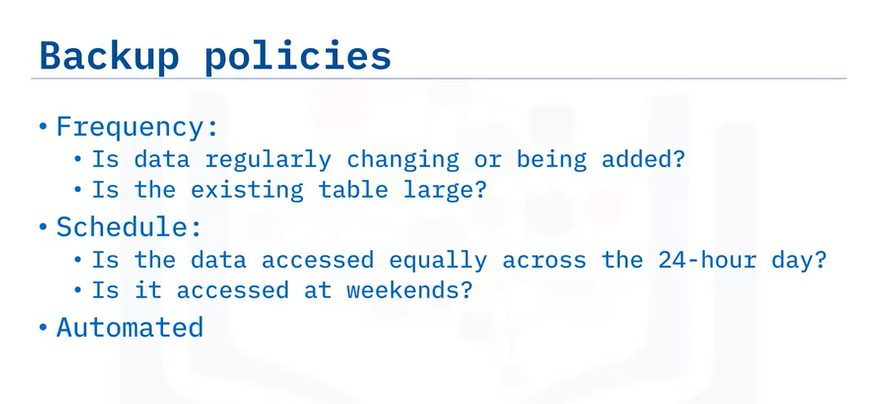 Backup policies
• Frequency:
• Is data regularly changing or being added?
• Is the existing table large?
• Schedule:
• Is the data accessed equally across the 24-hour day?
• Is it accessed at weekends?
• Automated